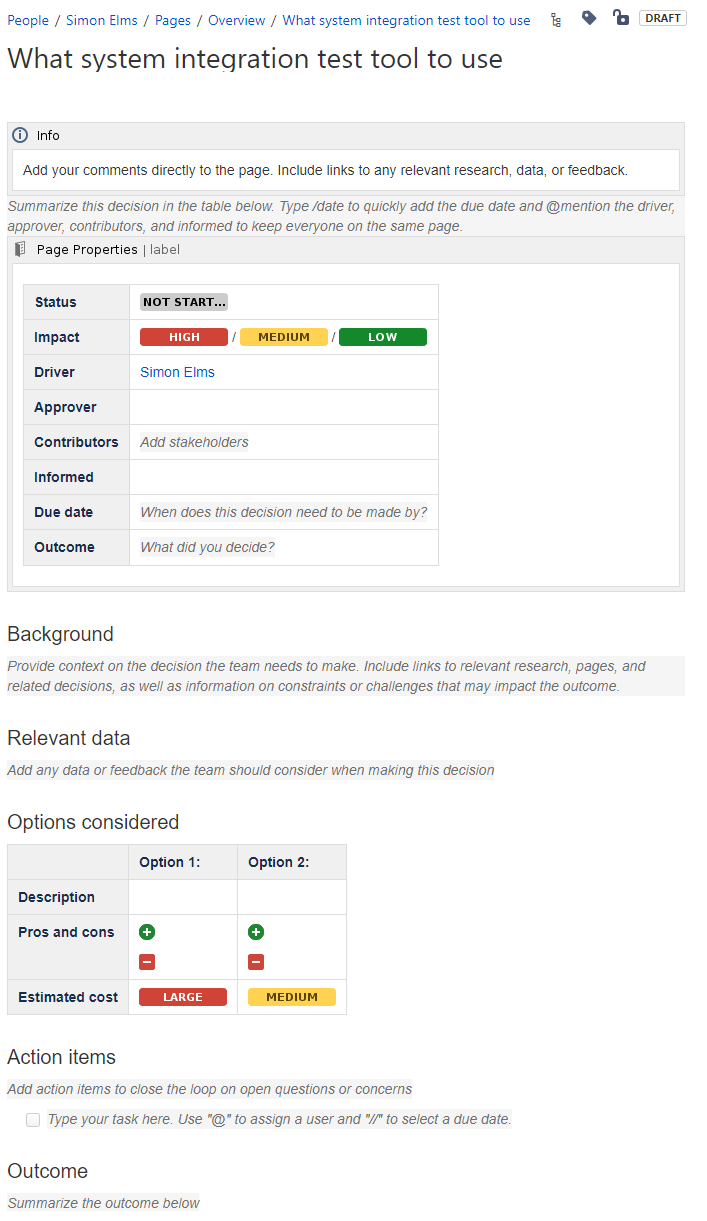 People / Simon Elms / Pages / Overview / What system integration test tool to use DRAFT
What system integration test tool to use
Info
Add your comments directly to the page. Include links to any relevant research, data, or feedback.
Summarize this decision in the table below. Type /date to quickly add the due date and @mention the driver,
approver, contributors, and informed to keep everyone on the same page.
Page Properties | label
Status NOT START...
Impact HIGH / MEDIUM / LOW
Driver Simon Elms
Approver
Contributors Add stakeholders
Informed
Due date When does this decision need to be made by?
Outcome What did you decide?
Background
Provide context on the decision the team needs to make. Include links to relevant research, pages, and
related decisions, as well as information on constraints or challenges that may impact the outcome.
Relevant data
Add any data or feedback the team should consider when making this decision
Options considered
Option 1: Option 2:
Description
Pros and cons
Estimated cost LARGE MEDIUM
Action items
Add action items to close the loop on open questions or concerns
Type your task here. Use "@" to assign a user and "//" to select a due date.
Outcome
Summarize the outcome below